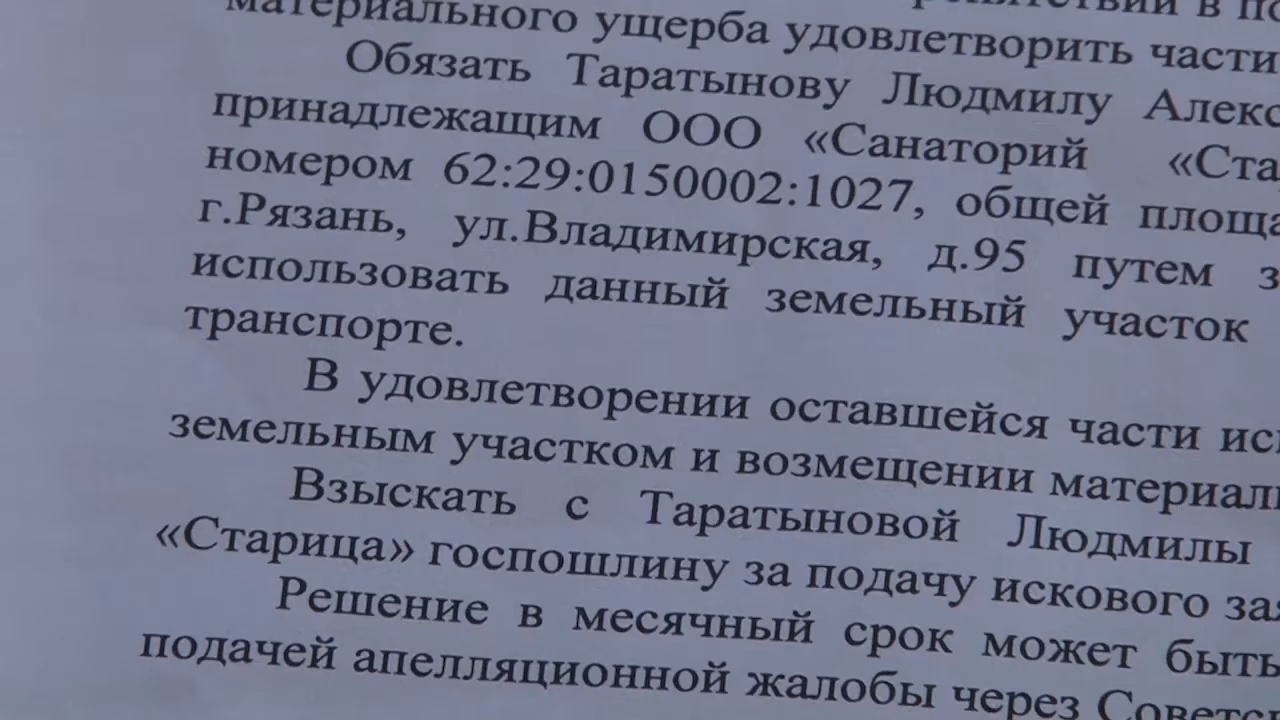 материального ущерба удовлетворить части
Обязать Таратынову Людмилу Алекс
принадлежащим ООО «Санаторий «Ста
номером 62:29:0150002:1027, общей площа
г.Рязань, ул.Владимирская, д.95 путем з
использовать данный земельный участок
транспорте.
В удовлетворении оставшейся части ис
земельным участком и возмещении материал
Взыскать с Таратыновой Людмилы
«Старица» госпошлину за подачу искового за
Решение в месячный срок может быть
подачей апелляционной жалобы через Советс